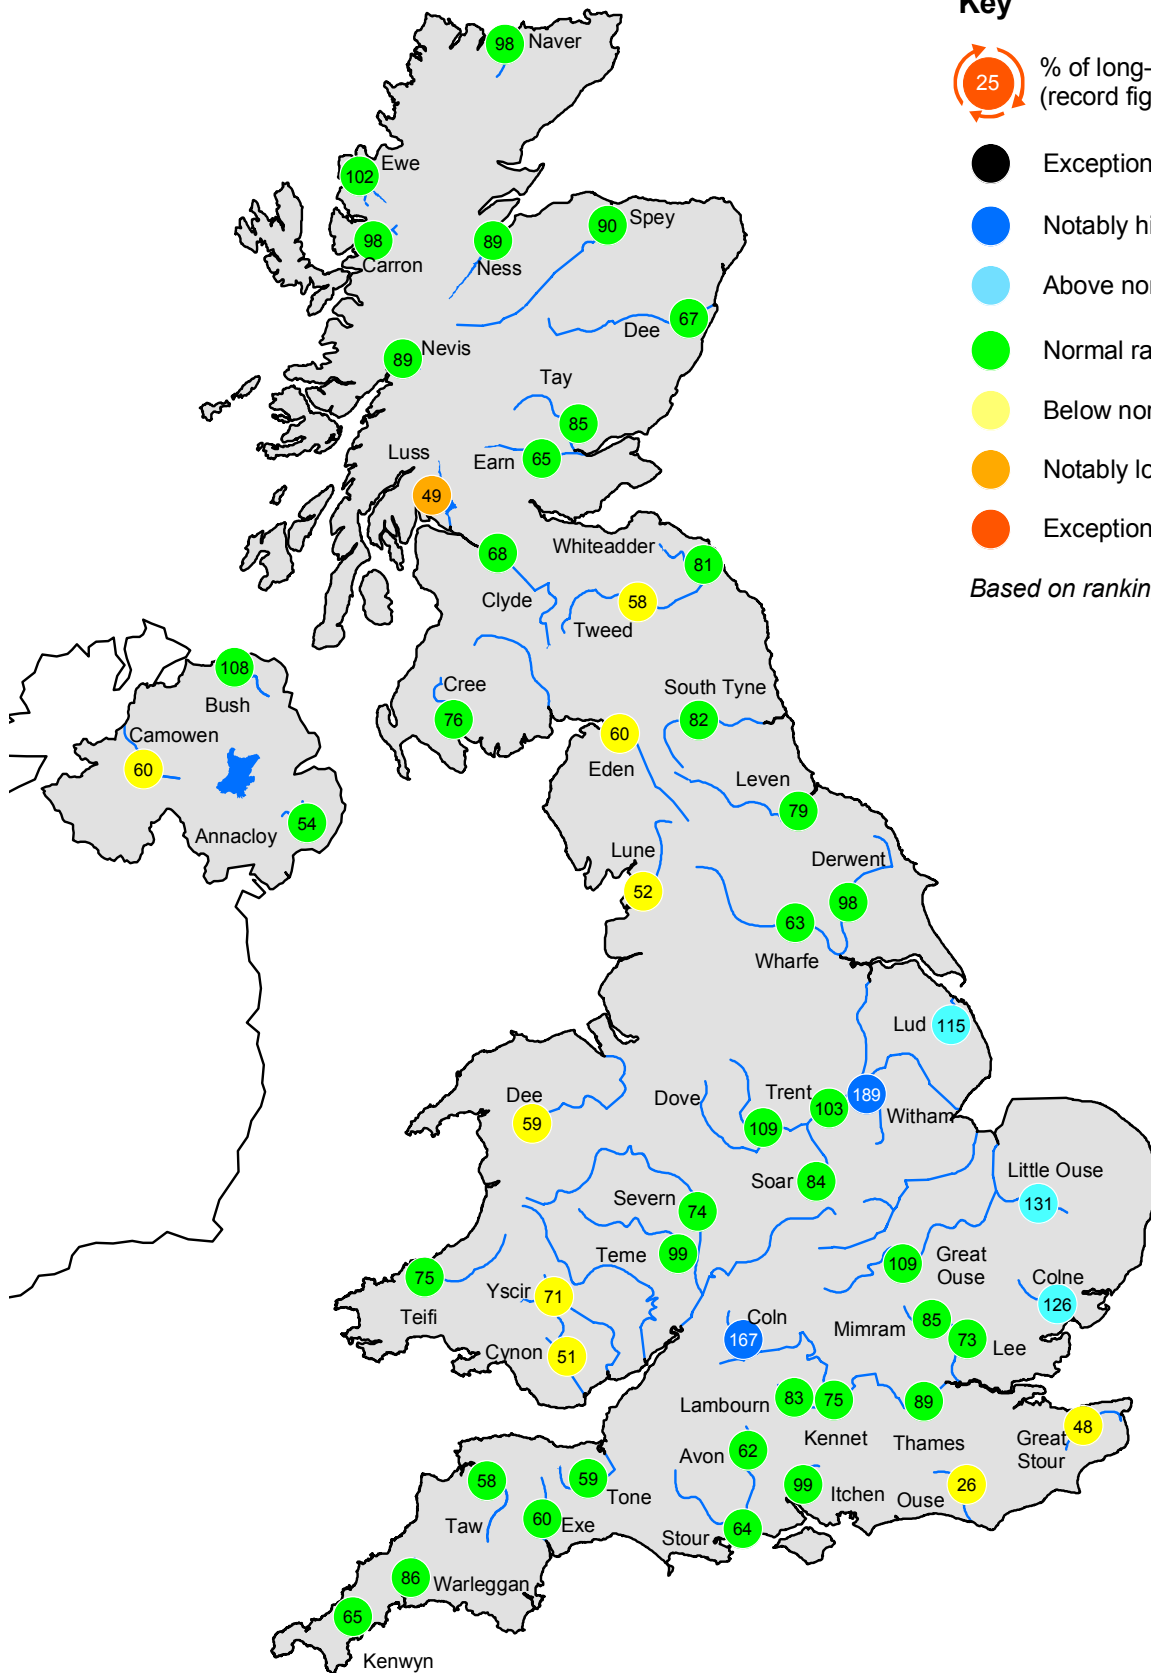 Key
25
% of long-
(record fig
Exception
Notably hi
Above nor
Normal ra
Below nor
Notably lo
Exception
Based on rankin
98 Naver
Ewe
102
98
Carron
89
Ness
90 Spey
Dee 67
89 Nevis
Tay
85
Earn 65
Luss
49
68
Clyde
Whiteadder
81
58
Tweed
108
Bush
Camowen
60
54
Annacloy
Cree
76
South Tyne
82
60
Eden
Leven
79
Lune
52
Derwent
98
63
Wharfe
Lud 115
Dee
59
Dove
109
Trent
103
189
Witham
Soar 84
Little Ouse
131
Severn
74
Teme 99
109 Great
Ouse
Colne
126
75
Teifi
Yscir 71
Cynon 51
Coln
167
Mimram 85
73 Lee
Lambourn 83
75
Kennet
89
Thames
48
Great
Stour
Avon 62
99
Itchen
Ouse 26
58
Taw
59
Tone
60 Exe
Stour 64
86
Warleggan
65
Kenwyn